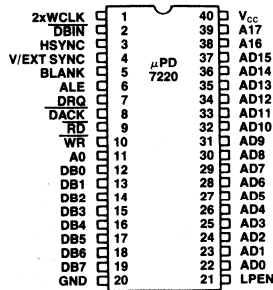 2xWCLK 1 40 Vcc
DBIN 2 39 A17
HSYNC 3 38 A16
V/EXT SYNC 4 37 AD15
BLANK 5 μPD 36 AD14
ALE 6 7220 35 AD13
DRQ 7 34 AD12
DACK 8 33 AD11
RD 9 32 AD10
WR 10 31 AD9
A0 11 30 AD8
DB0 12 29 AD7
DB1 13 28 AD6
DB2 14 27 AD5
DB3 15 26 AD4
DB4 16 25 AD3
DB5 17 24 AD2
DB6 18 23 AD1
DB7 19 22 AD0
GND 20 21 LPEN